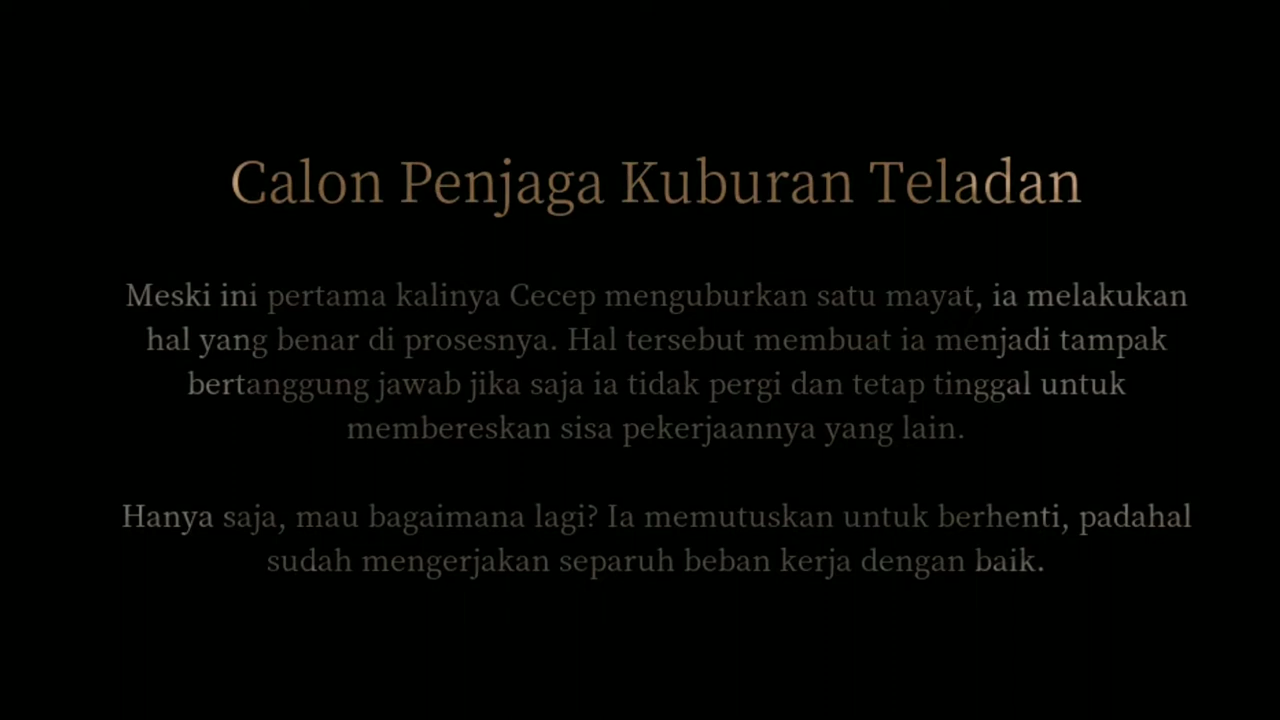 Calon Penjaga Kuburan Teladan
Meski ini pertama kalinya Cecep menguburkan satu mayat, ia melakukan
hal yang benar di prosesnya. Hal tersebut membuat ia menjadi tampak
bertanggung jawab jika saja ia tidak pergi dan tetap tinggal untuk
membereskan sisa pekerjaannya yang lain.
Hanya saja, mau bagaimana lagi? Ia memutuskan untuk berhenti, padahal
sudah mengerjakan separuh beban kerja dengan baik.